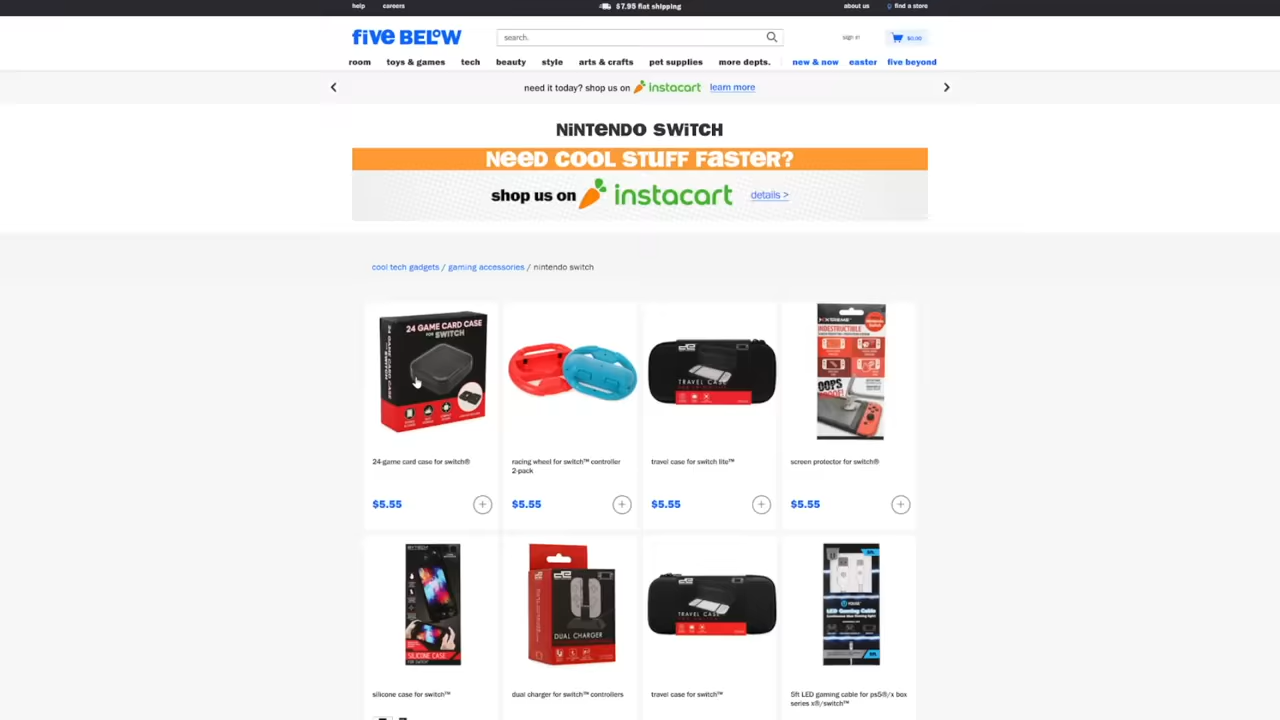 help careers $7.95 flat shipping about us find a store
five BELOW search. sign in $0.00
room toys & games tech beauty style arts & crafts pet supplies more depts. new & now easter five beyond
need it today? shop us on instacart learn more
NINTENDO SWITCH
NEED COOL STUFF FASTER?
shop us on instacart details >
cool tech gadgets / gaming accessories / nintendo switch
24 GAME CARD CASE
FOR SWITCH
TRAVEL CASE
INDESTRUCTIBLE
OOPS
24-game card case for switch®
racing wheel for switch™ controller
2-pack
travel case for switch lite™
screen protector for switch®
$5.55 $5.55 $5.55 $5.55
SILICONE CASE
FOR SWITCH
DUAL CHARGER
TRAVEL CASE
LED Gaming Cable
silicone case for switch™
dual charger for switch™ controllers
travel case for switch™
5ft LED gaming cable for ps5®/x box
series x®/switch™